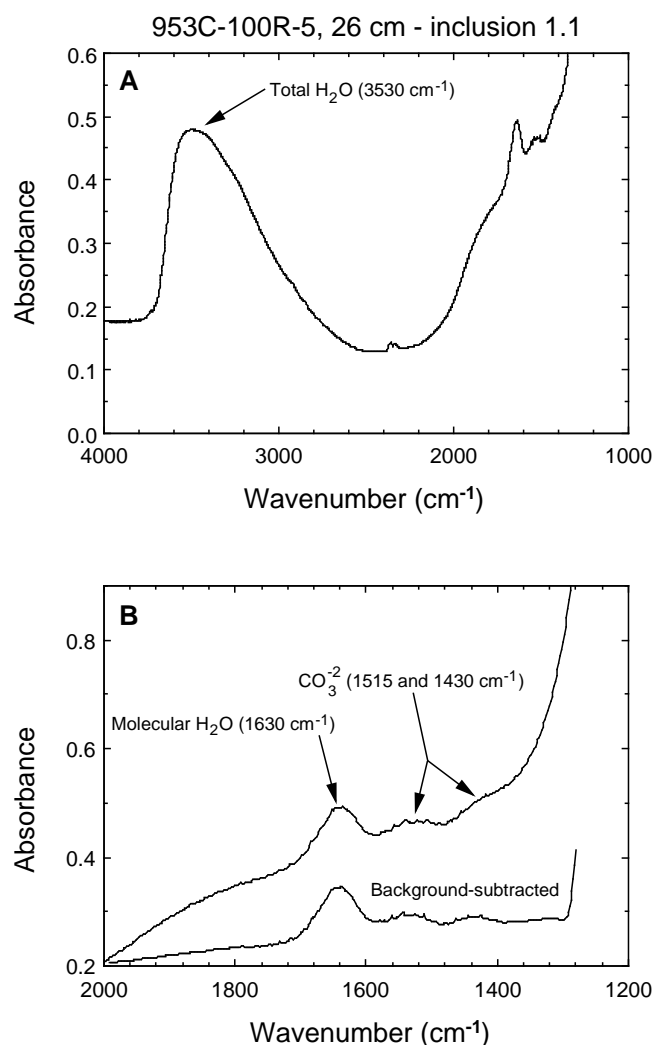 953C-100R-5, 26 cm - inclusion 1.1
A
Total H₂O (3530 cm⁻¹)
Absorbance
0.6
0.5
0.4
0.3
0.2
0.1
0.0
4000 3000 2000 1000
Wavenumber (cm⁻¹)
B
CO₃⁻² (1515 and 1430 cm⁻¹)
Molecular H₂O (1630 cm⁻¹)
Background-subtracted
Absorbance
0.8
0.6
0.4
0.2
2000 1800 1600 1400 1200
Wavenumber (cm⁻¹)